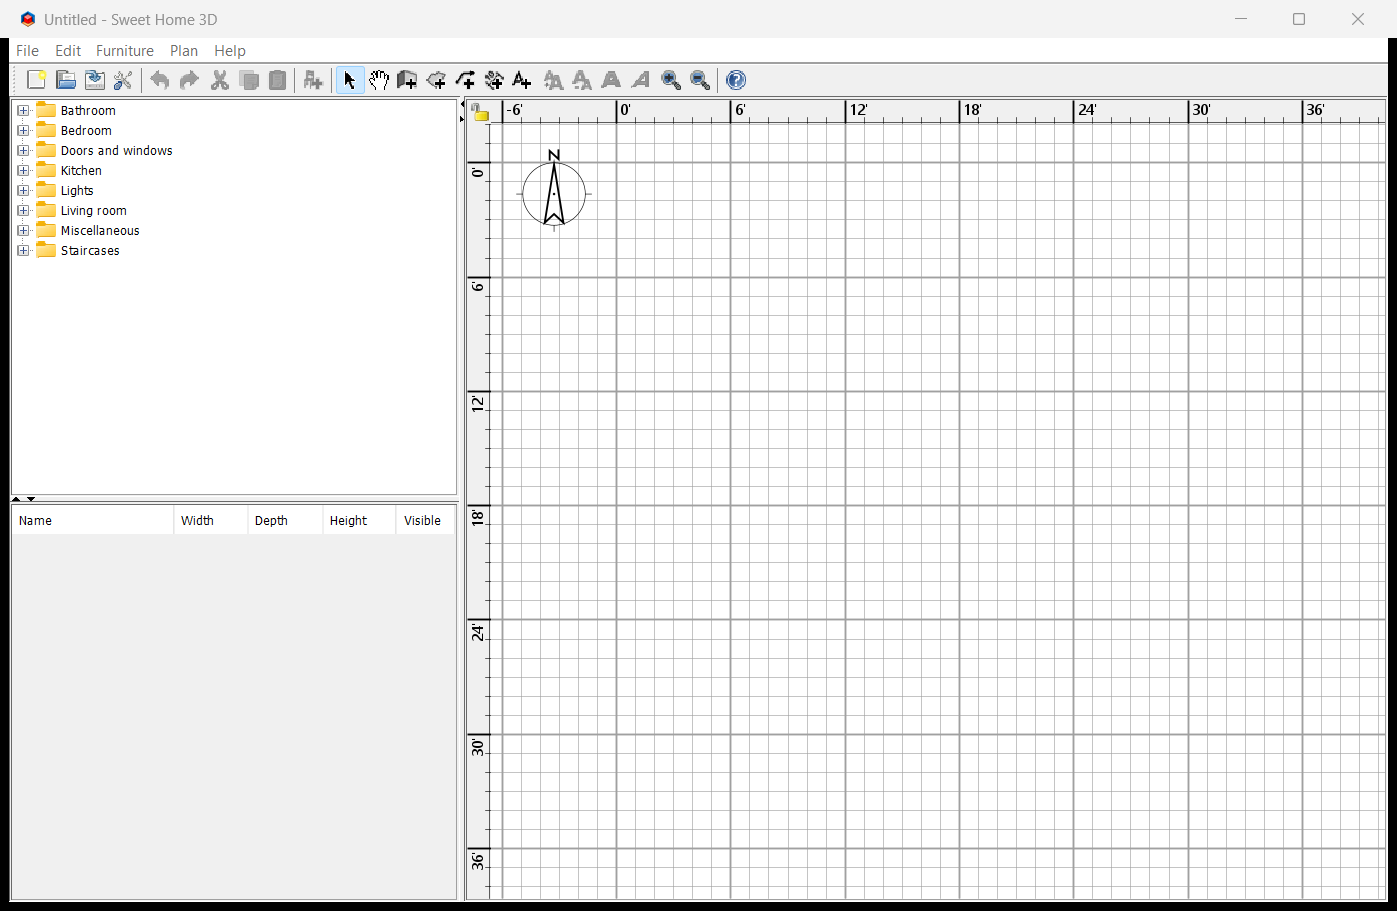 Untitled - Sweet Home 3D
File Edit Furniture Plan Help
Bathroom
Bedroom
Doors and windows
Kitchen
Lights
Living room
Miscellaneous
Staircases
Name Width Depth Height Visible
-6' 0' 6' 12' 18' 24' 30' 36'
N
0'
6'
12'
18'
24'
30'
36'